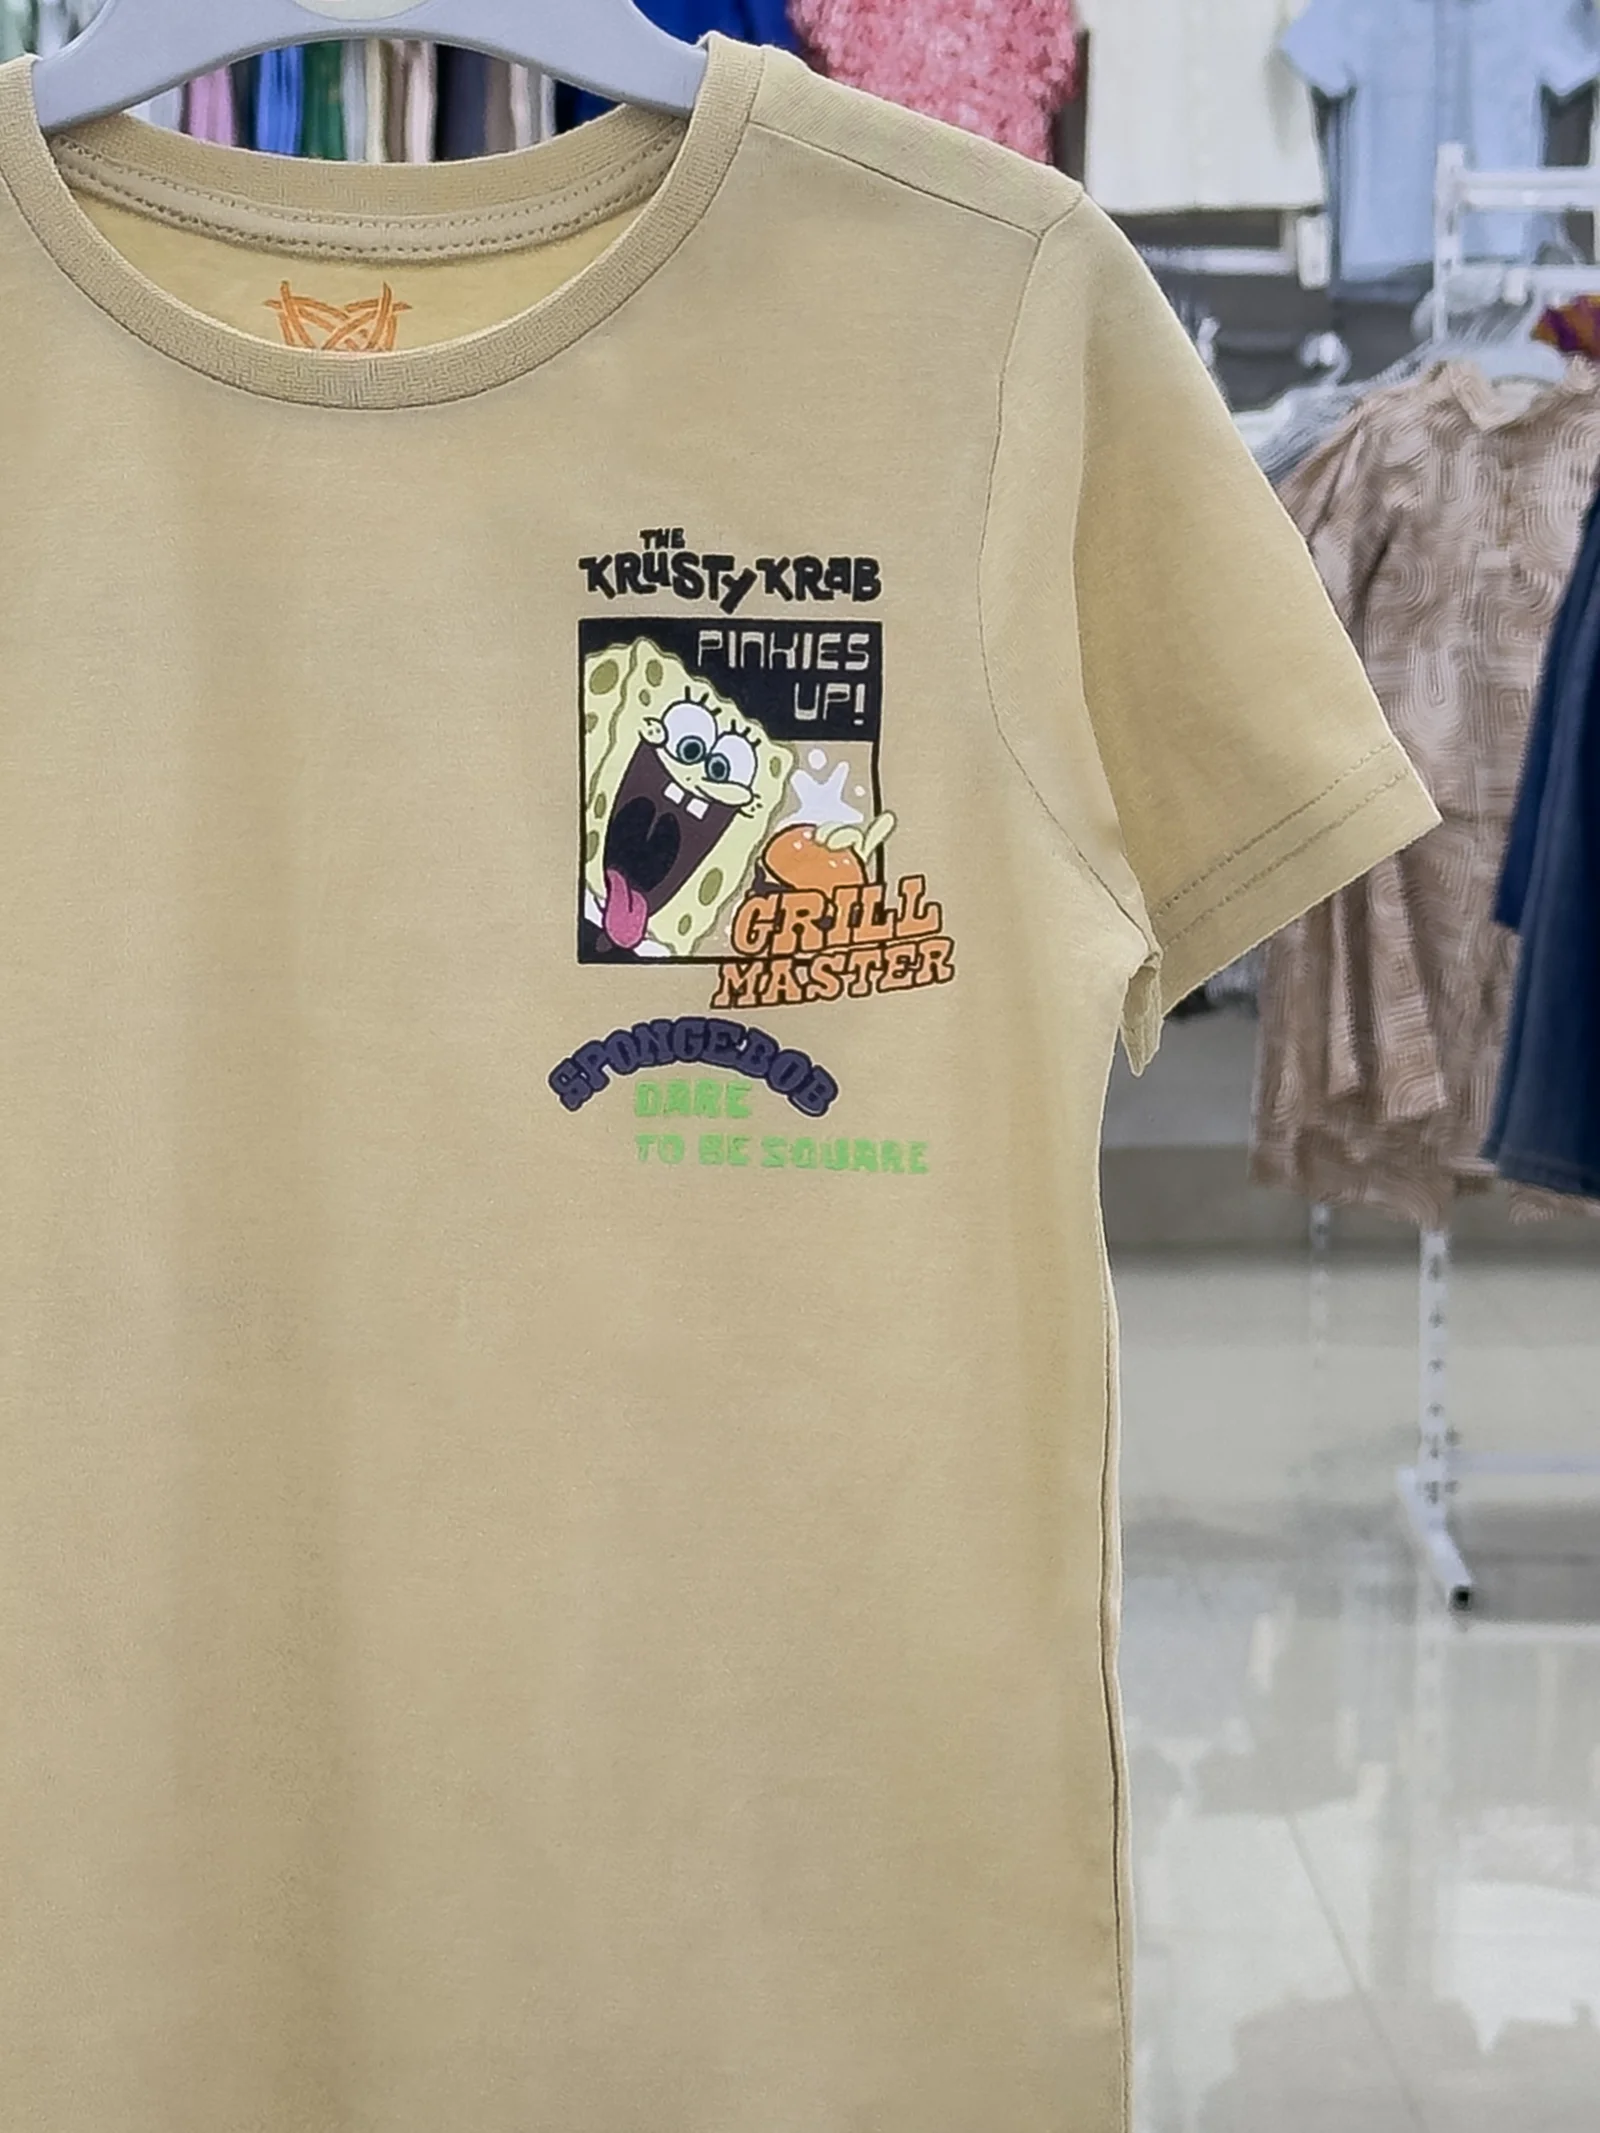 THE
KRUSTY KRAB
PINKIES
UP!
GRILL
MASTER
SPONGEBOB
DARE
TO BE SQUARE